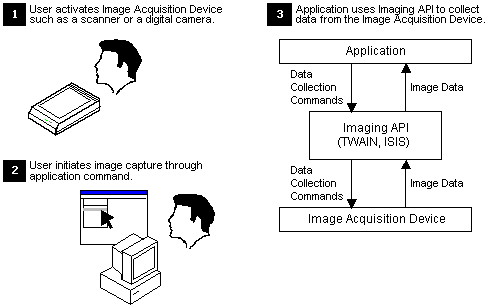 1 User activates Image Acquisition Device
such as a scanner or a digital camera.
2 User initiates image capture through
application command.
3 Application uses Imaging API to collect
data from the Image Acquisition Device.
Application
Data
Collection
Commands
Image Data
Imaging API
(TWAIN, ISIS)
Data
Collection
Commands
Image Data
Image Acquisition Device